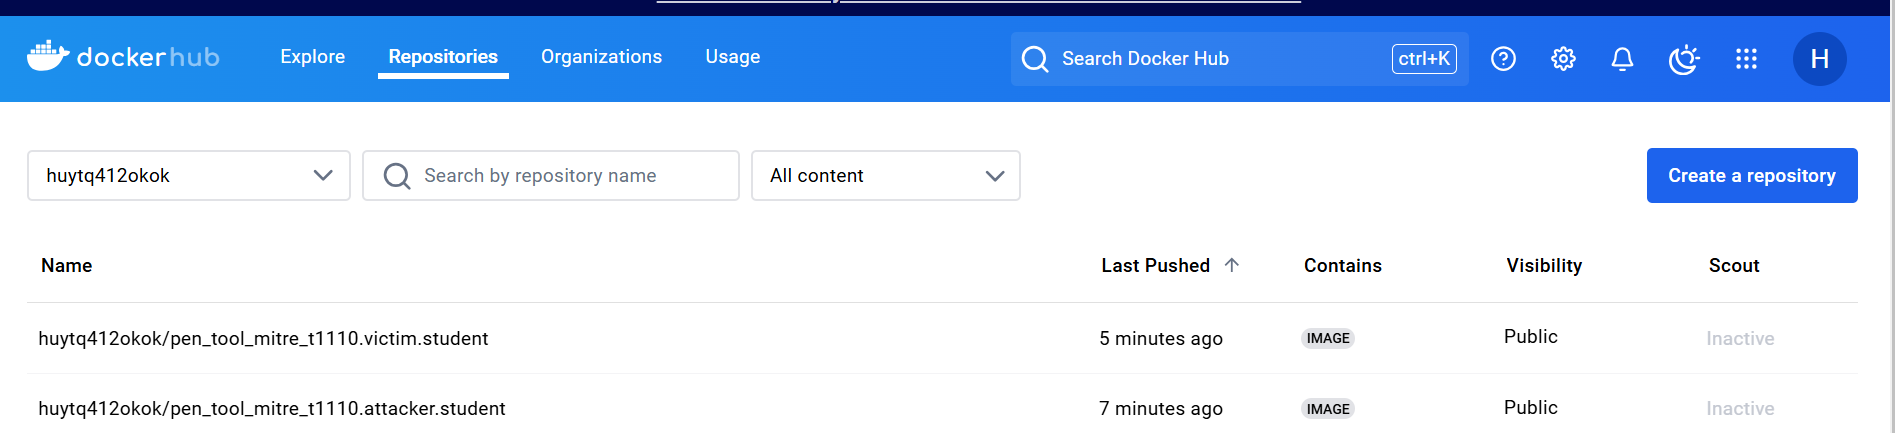 dockerhub Explore Repositories Organizations Usage Search Docker Hub ctrl+K H
huytq412okok Search by repository name All content Create a repository
Name Last Pushed Contains Visibility Scout
huytq412okok/pen_tool_mitre_t1110.victim.student 5 minutes ago IMAGE Public Inactive
huytq412okok/pen_tool_mitre_t1110.attacker.student 7 minutes ago IMAGE Public Inactive